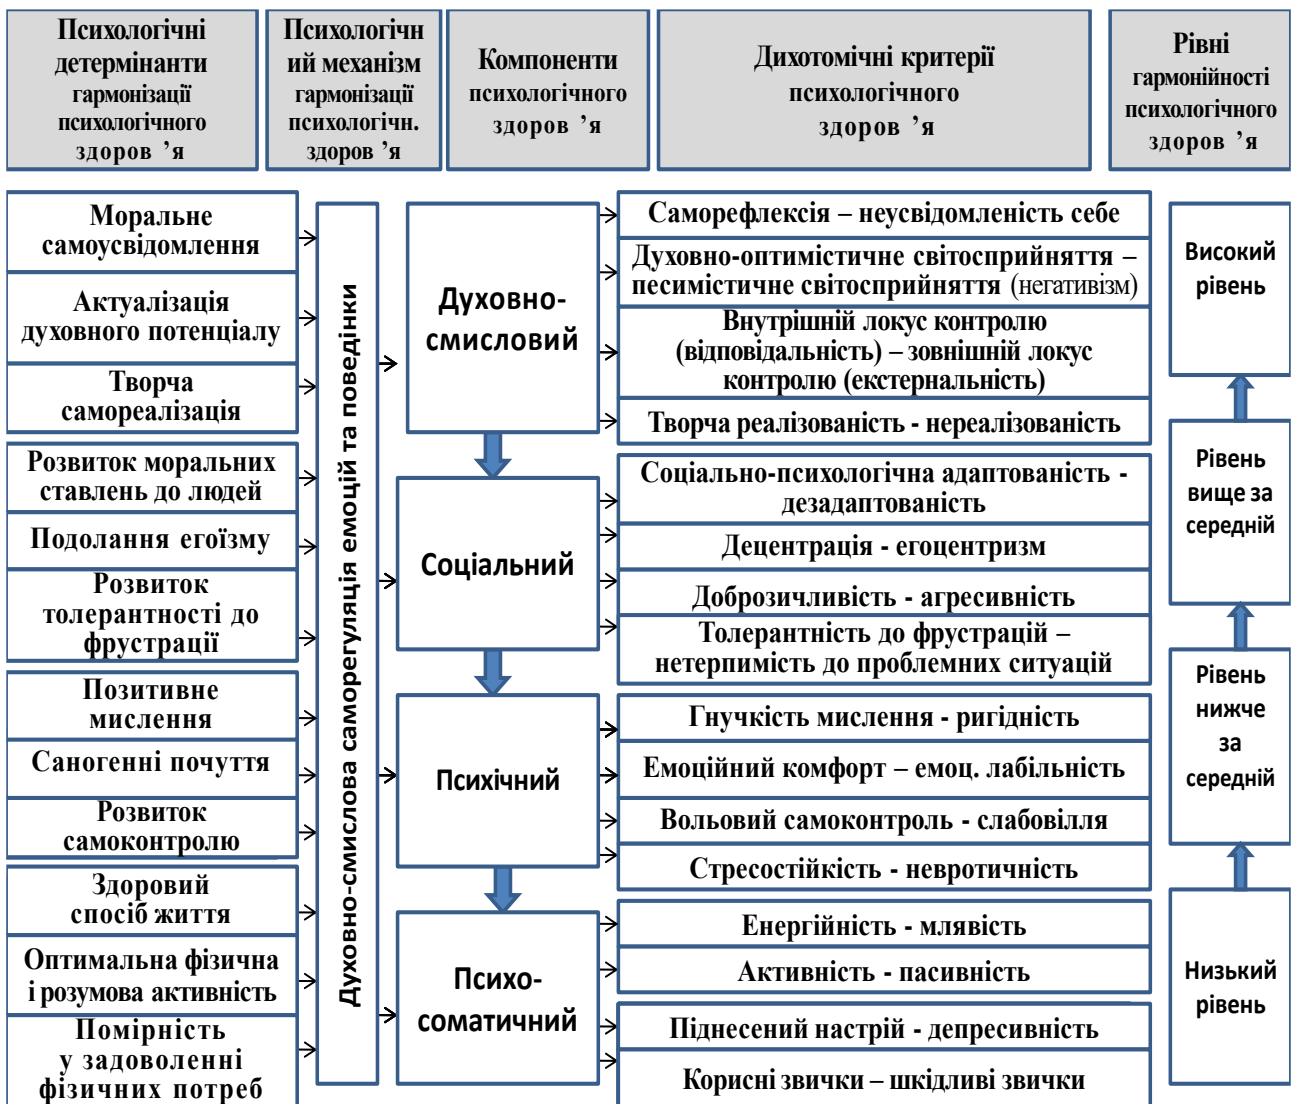 Психологічні
детермінанти
гармонізації
психологічного
здоров ’я
Психологічн
ий механізм
гармонізації
психологічн.
здоров ’я
Компоненти
психологічного
здоров ’я
Дихотомічні критерії
психологічного
здоров ’я
Рівні
гармонійності
психологічного
здоров ’я
Моральне
самоусвідомлення
Актуалізація
духовного потенціалу
Творча
самореалізація
Розвиток моральних
ставлень до людей
Подолання егоїзму
Розвиток
толерантності до
фрустрації
Позитивне
мислення
Саногенні почуття
Розвиток
самоконтролю
Здоровий
спосіб життя
Оптимальна фізична
і розумова активність
Помірність
у задоволенні
фізичних потреб
Духовно-смислова саморегуляція емоцій та поведінки
Духовно-
смисловий
Соціальний
Психічний
Психо-
соматичний
Саморефлексія – неусвідомленість себе
Духовно-оптимістичне світосприйняття –
песимістичне світосприйняття (негативізм)
Внутрішній локус контролю
(відповідальність) – зовнішній локус
контролю (екстернальність)
Творча реалізованість - нереалізованість
Соціально-психологічна адаптованість -
дезадаптованість
Децентрація - егоцентризм
Доброзичливість - агресивність
Толерантність до фрустрацій –
нетерпимість до проблемних ситуацій
Гнучкість мислення - ригідність
Емоційний комфорт – емоц. лабільність
Вольовий самоконтроль - слабовілля
Стресостійкість - невротичність
Енергійність - млявість
Активність - пасивність
Піднесений настрій - депресивність
Корисні звички – шкідливі звички
Високий
рівень
Рівень
вище за
середній
Рівень
нижче
за
середній
Низький
рівень